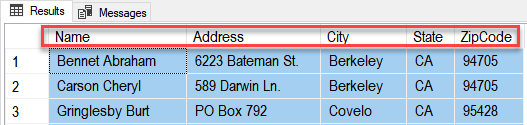 Results Messages
Name Address City State ZipCode
1 Bennet Abraham 6223 Bateman St. Berkeley CA 94705
2 Carson Cheryl 589 Darwin Ln. Berkeley CA 94705
3 Gringlesby Burt PO Box 792 Covelo CA 95428